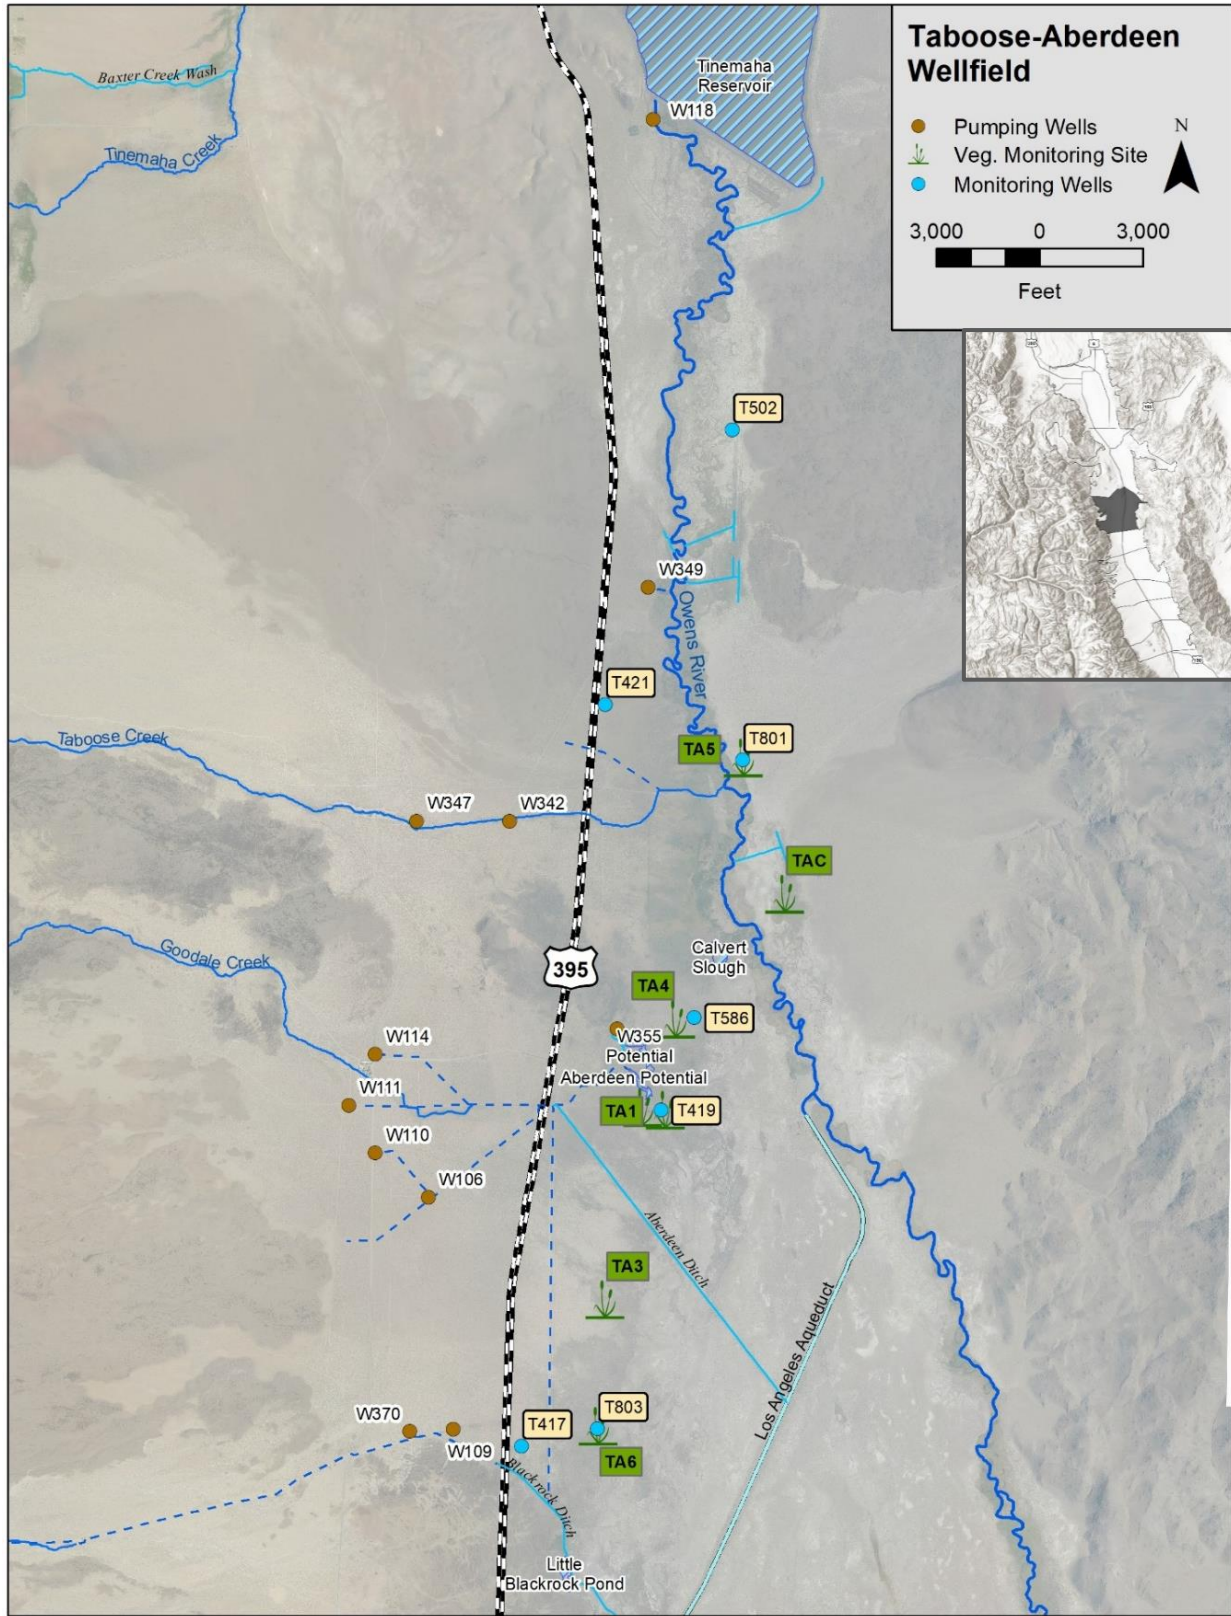 Taboose-Aberdeen
Wellfield
Pumping Wells
Veg. Monitoring Site
Monitoring Wells
N
3,000 0 3,000
Feet
Baxter Creek Wash
Tinemaha Creek
Tinemaha
Reservoir
W118
T502
W349
Owens River
T421
Taboose Creek
TA5
T801
W347
W342
TAC
Goodale Creek
395
Calvert
Slough
TA4
T586
W114
W355
Potential
Aberdeen Potential
W111
TA1
T419
W110
W106
Aberdeen Ditch
TA3
Los Angeles Aqueduct
W370
W109
T417
T803
TA6
Blackrock Ditch
Little
Blackrock Pond